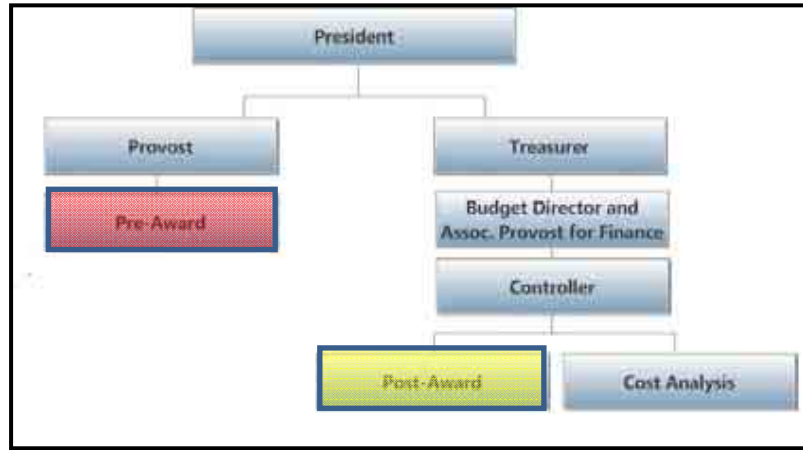 President
Provost
Treasurer
Pre-Award
Budget Director and
Assoc. Provost for Finance
Controller
Post-Award
Cost Analysis